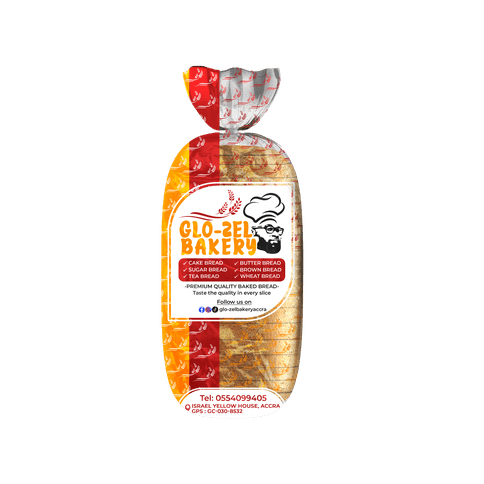 GLO-ZEL
BAKERY
✓ CAKE BREAD ✓ BUTTER BREAD
✓ SUGAR BREAD ✓ BROWN BREAD
✓ TEA BREAD ✓ WHEAT BREAD
-PREMIUM QUALITY BAKED BREAD-
Taste the quality in every slice
Follow us on
glo-zelbakeryaccra
Tel: 0554099405
ISRAEL YELLOW HOUSE, ACCRA
GPS : GC-030-8532